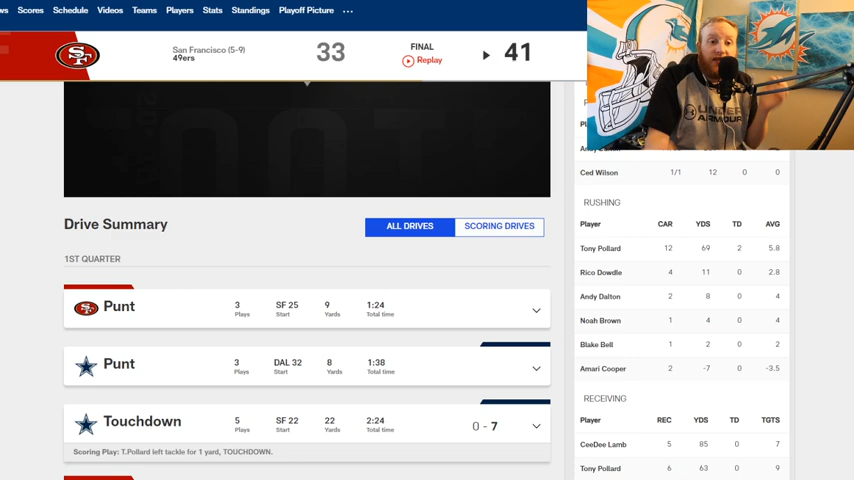 ws Scores Schedule Videos Teams Players Stats Standings Playoff Picture ...
San Francisco (5-9)
49ers
33
FINAL
Replay
41
UNDER ARMOUR
Ced Wilson 1/1 12 0 0
Drive Summary
ALL DRIVES SCORING DRIVES
1ST QUARTER
Punt 3 SF 25 9 1:24
Plays Start Yards Total time
Punt 3 DAL 32 8 1:38
Plays Start Yards Total time
Touchdown 5 SF 22 22 2:24 0 - 7
Plays Start Yards Total time
Scoring Play: T.Pollard left tackle for 1 yard, TOUCHDOWN.
RUSHING
Player CAR YDS TD AVG
Tony Pollard 12 69 2 5.8
Rico Dowdle 4 11 0 2.8
Andy Dalton 2 8 0 4
Noah Brown 1 4 0 4
Blake Bell 1 2 0 2
Amari Cooper 2 -7 0 -3.5
RECEIVING
Player REC YDS TD TGTS
CeeDee Lamb 5 85 0 7
Tony Pollard 6 63 0 9